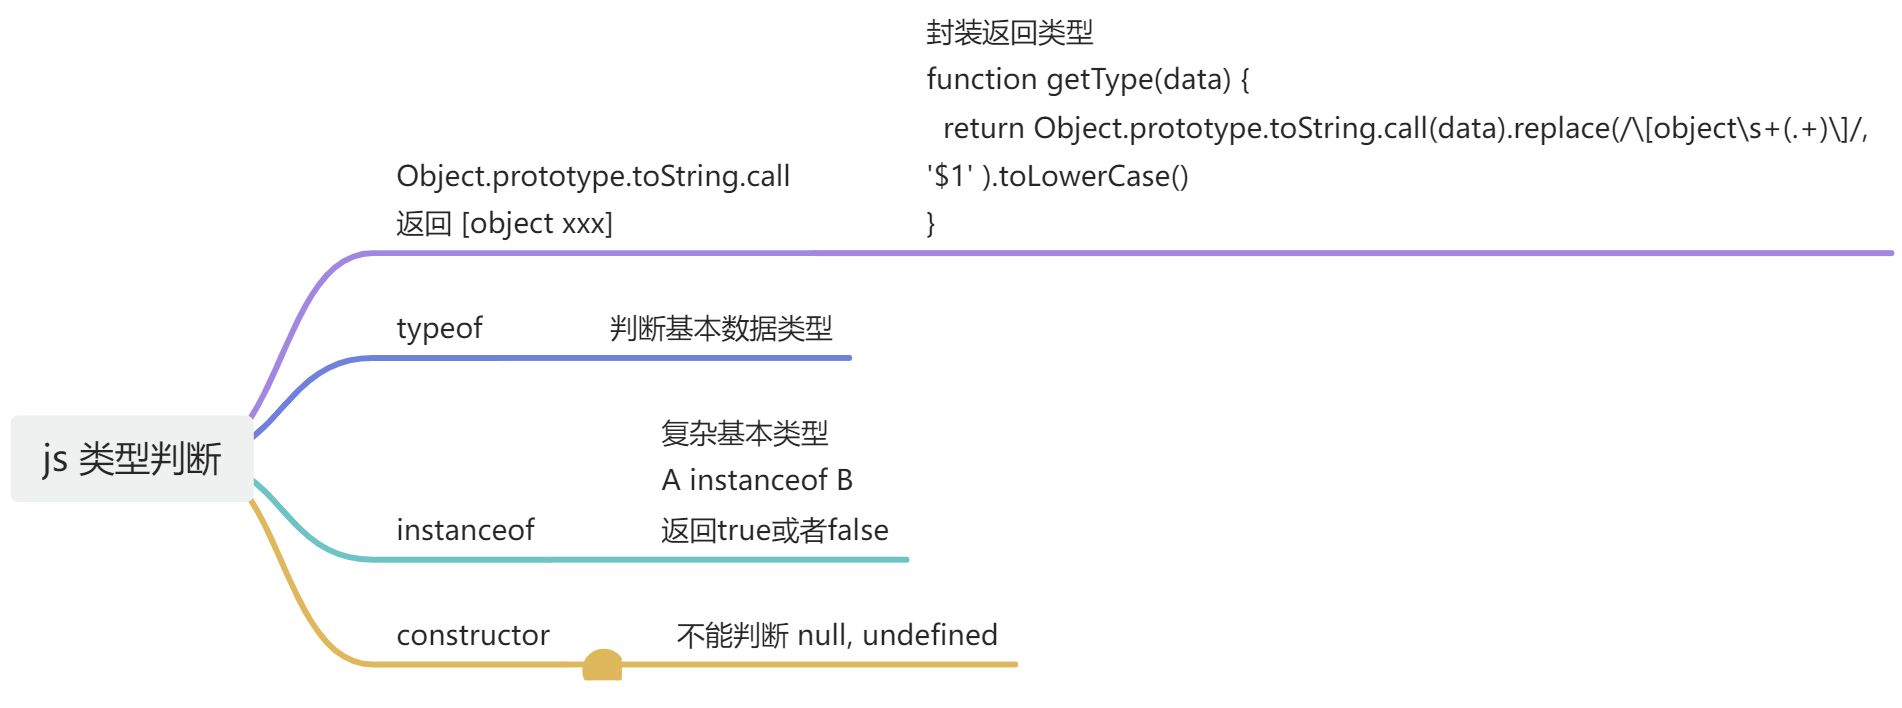 js 类型判断
Object.prototype.toString.call
返回 [object xxx]
封装返回类型
function getType(data) {
  return Object.prototype.toString.call(data).replace(/\[object\s+(.+)\]/,
'$1' ).toLowerCase()
}
typeof
判断基本数据类型
instanceof
复杂基本类型
A instanceof B
返回true或者false
constructor
不能判断 null, undefined